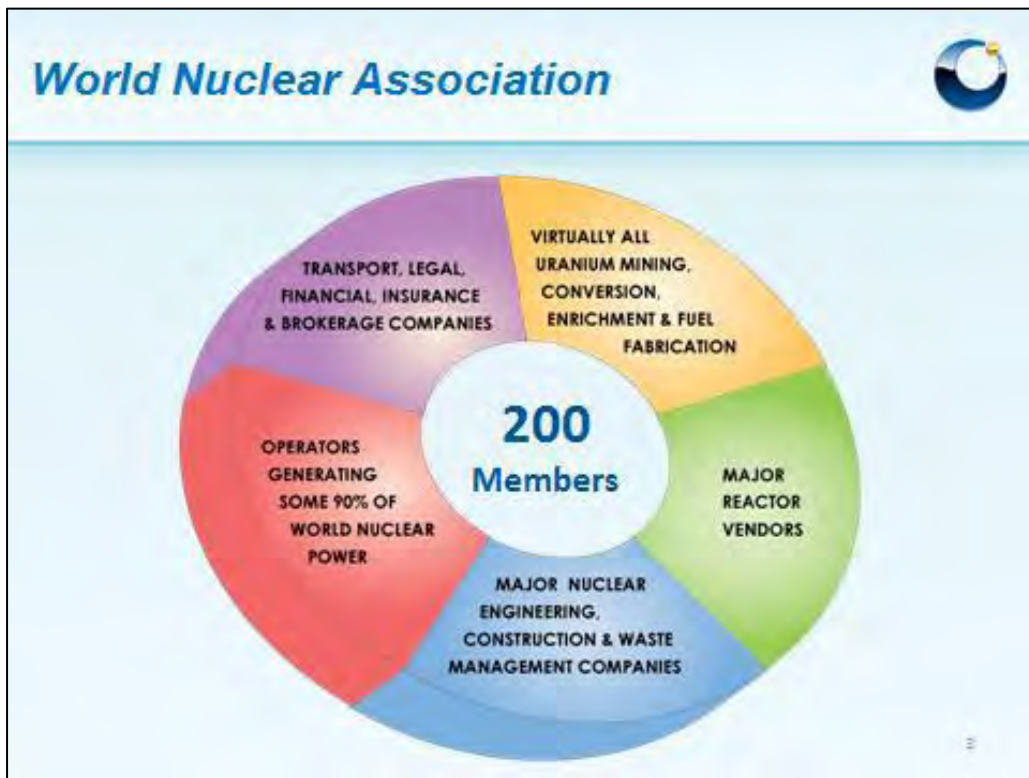 World Nuclear Association
TRANSPORT, LEGAL,
FINANCIAL, INSURANCE
& BROKERAGE COMPANIES
VIRTUALLY ALL
URANIUM MINING,
CONVERSION,
ENRICHMENT & FUEL
FABRICATION
OPERATORS
GENERATING
SOME 90% OF
WORLD NUCLEAR
POWER
200
Members
MAJOR
REACTOR
VENDORS
MAJOR NUCLEAR
ENGINEERING,
CONSTRUCTION & WASTE
MANAGEMENT COMPANIES